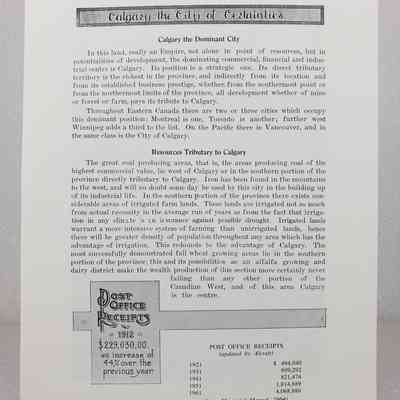 Calgary the City of Certainties
Calgary the Dominant City
In this land, really an Empire, not alone in point of resources, but in
potentialities of development, the dominating commercial, financial and indus-
trial center is Calgary. Its position is a strategic one. Its direct tributary
territory is the richest in the province, and indirectly from its location and
from its established business prestige, whether from the southernmost point or
from the northermost limits of the province, all development whether of mine
or forest or farm, pays its tribute to Calgary.
Throughout Eastern Canada there are two or three cities which occupy
this dominant position: Montreal is one, Toronto is another; further west
Winnipeg adds a third to the list. On the Pacific there is Vancouver, and in
the same class is the City of Calgary.
Resources Tributary to Calgary
The great coal producing areas, that is, the areas producing coal of the
highest commercial value, lie west of Calgary or in the southern portion of the
province directly tributary to Calgary. Iron has been found in the mountains
to the west, and will no doubt some day be used by this city in the building up
of its industrial life. In the southern portion of the province there exists con-
siderable areas of irrigated farm lands. These lands are irrigated not so much
from actual necessity in the average run of years as from the fact that irriga-
tion in any climate is an insurance against possible drought. Irrigated lands
warrant a more intensive system of farming than unirrigated lands, hence
there will be greater density of population throughout any area which has the
advantage of irrigation. This redounds to the advantage of Calgary. The
most successfully demonstrated fall wheat growing areas lie in the southern
portion of the province; this and its possibilities as an alfalfa growing and
dairy district make the wealth production of this section more certainly never
failing than any other portion of the
Canadian West, and of this area Calgary
is the centre.
POST
OFFICE
RECEIPTS
1912
$229,030.00
an increase of
44% over the
previous year
POST OFFICE RECEIPTS
(updated by
1921 $
1931
1941 821,474
1951
1961